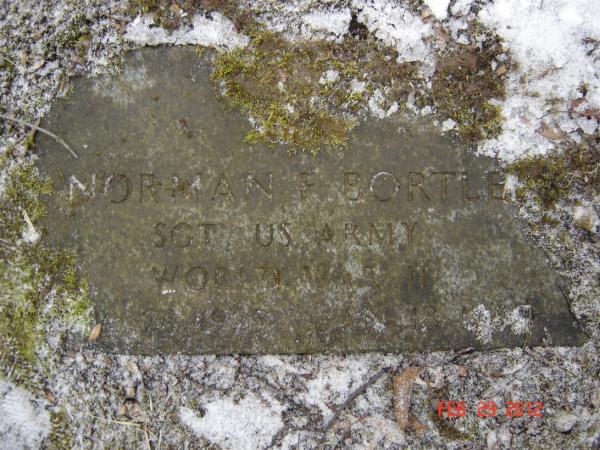 NORMAN F BORTLE
SGT US ARMY
WORLD WAR II
FEB 29 2012